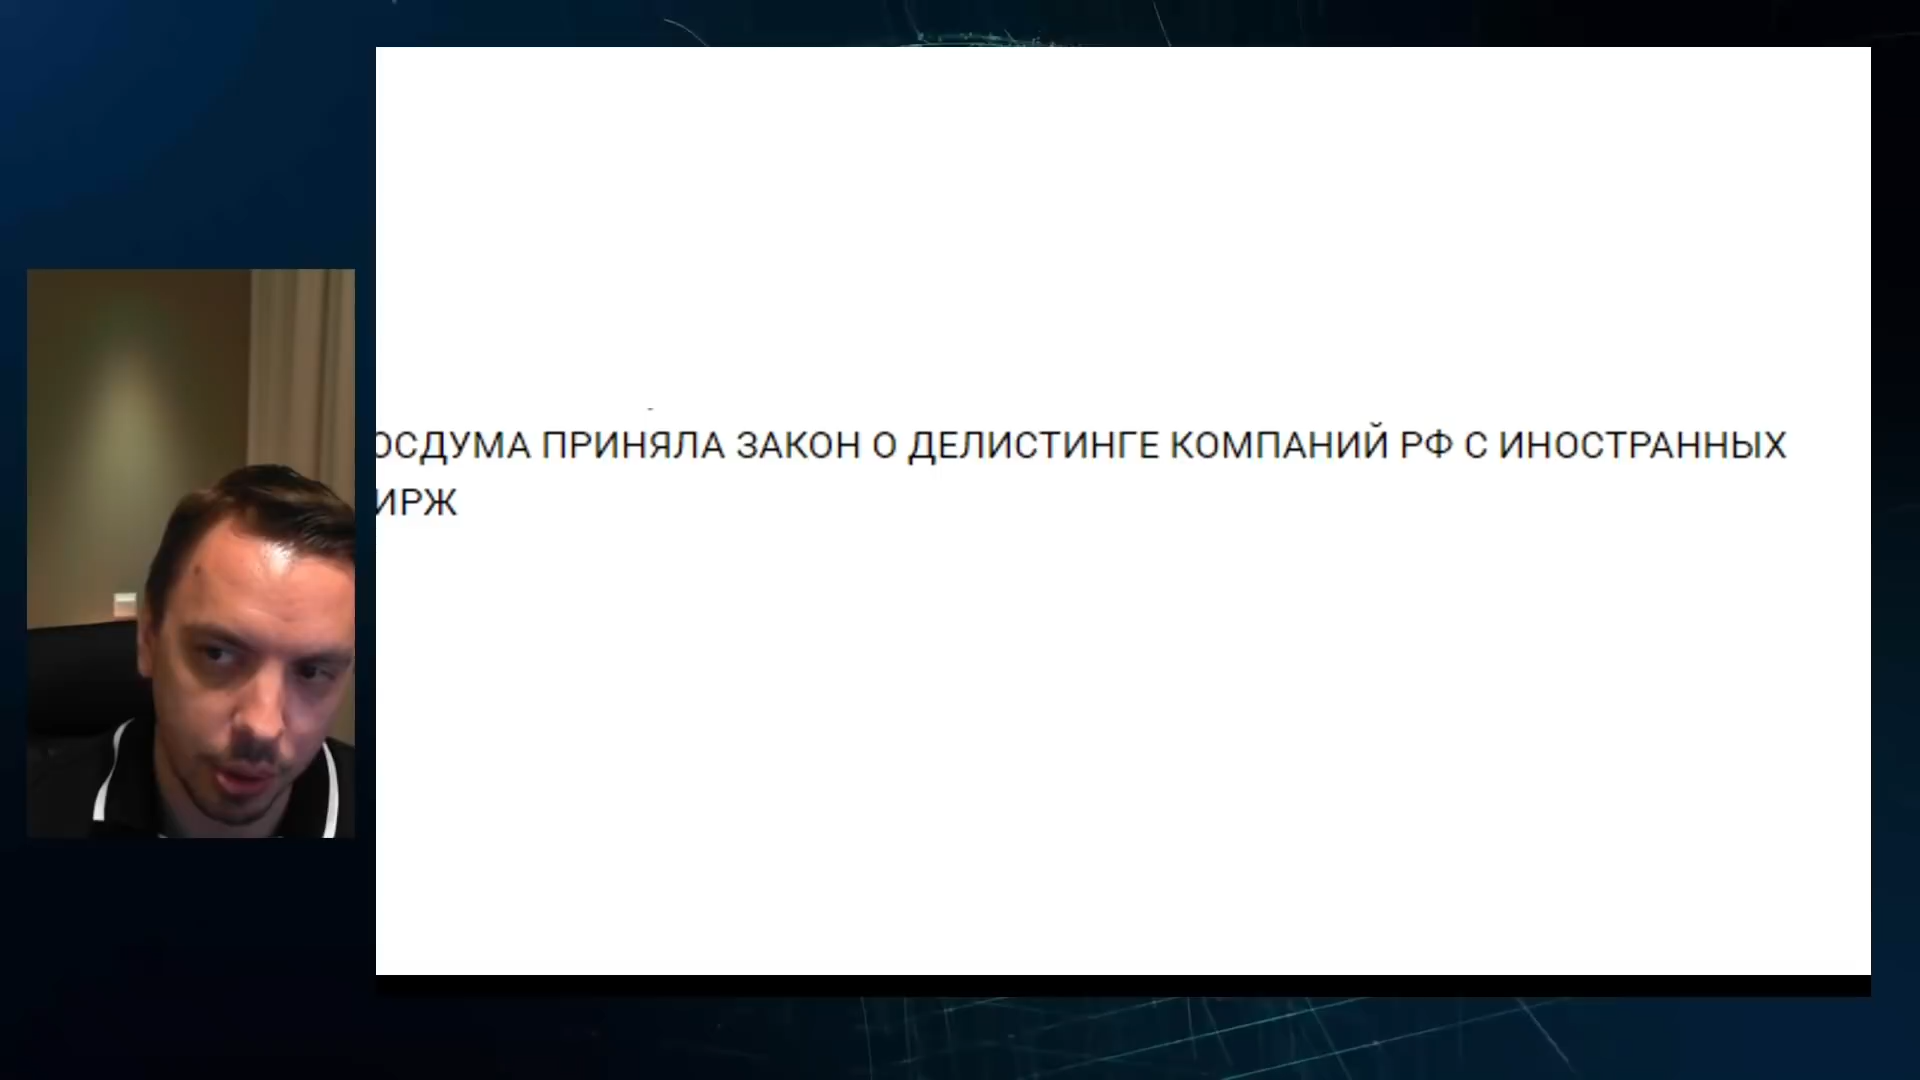 ОСДУМА ПРИНЯЛА ЗАКОН О ДЕЛИСТИНГЕ КОМПАНИЙ РФ С ИНОСТРАННЫХ
ИРЖ